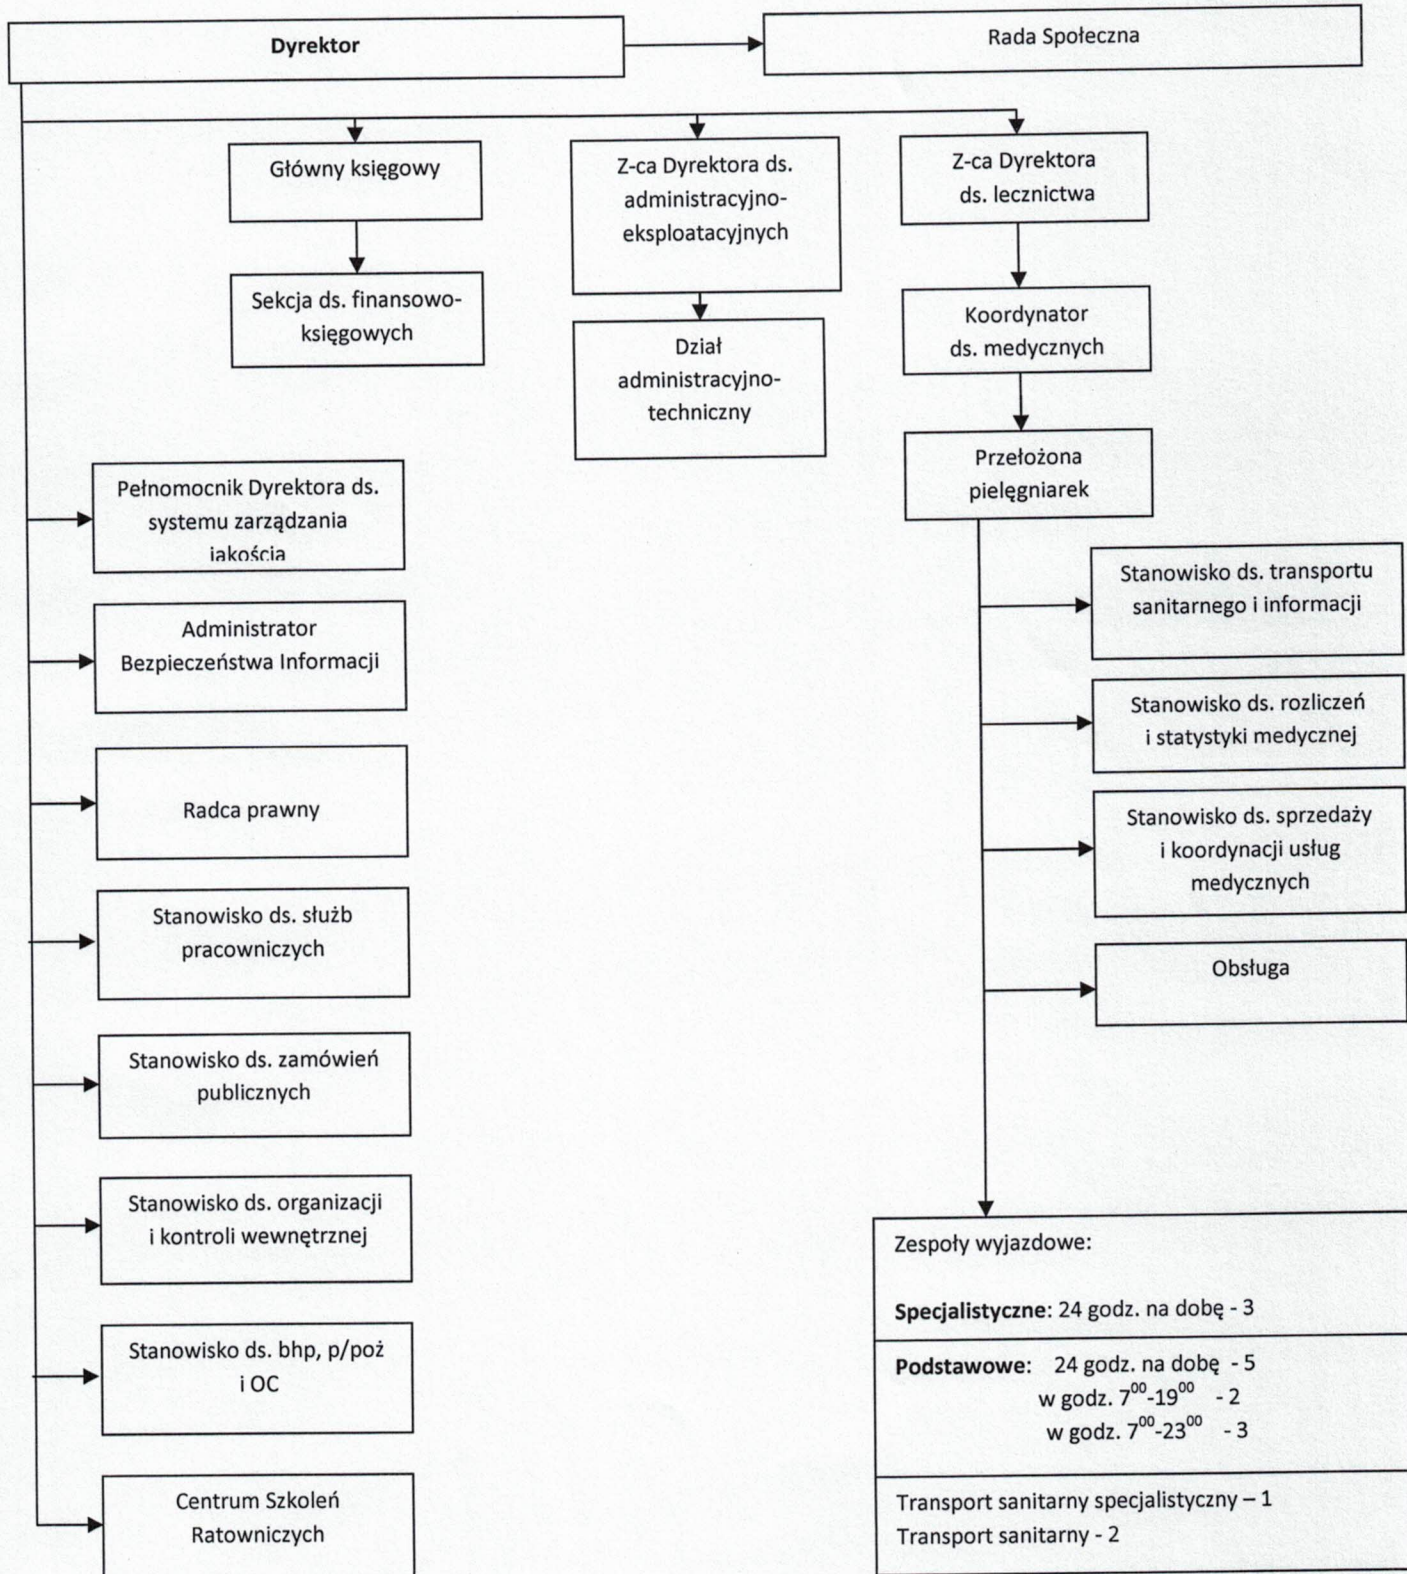 Dyrektor
Rada Społeczna
Główny księgowy
Z-ca Dyrektora ds.
administracyjno-
eksploatacyjnych
Z-ca Dyrektora
ds. lecznictwa
Sekcja ds. finansowo-
księgowych
Dział
administracyjno-
techniczny
Koordynator
ds. medycznych
Przełożona
pielęgniarek
Pełnomocnik Dyrektora ds.
systemu zarządzania
jakością
Administrator
Bezpieczeństwa Informacji
Radca prawny
Stanowisko ds. służb
pracowniczych
Stanowisko ds. zamówień
publicznych
Stanowisko ds. organizacji
i kontroli wewnętrznej
Stanowisko ds. bhp, p/poż
i OC
Centrum Szkoleń
Ratowniczych
Stanowisko ds. transportu
sanitarnego i informacji
Stanowisko ds. rozliczeń
i statystyki medycznej
Stanowisko ds. sprzedaży
i koordynacji usług
medycznych
Obsługa
Zespoły wyjazdowe:
Specjalistyczne: 24 godz. na dobę - 3
Podstawowe: 24 godz. na dobę - 5
w godz. 7⁰⁰-19⁰⁰ - 2
w godz. 7⁰⁰-23⁰⁰ - 3
Transport sanitarny specjalistyczny – 1
Transport sanitarny - 2